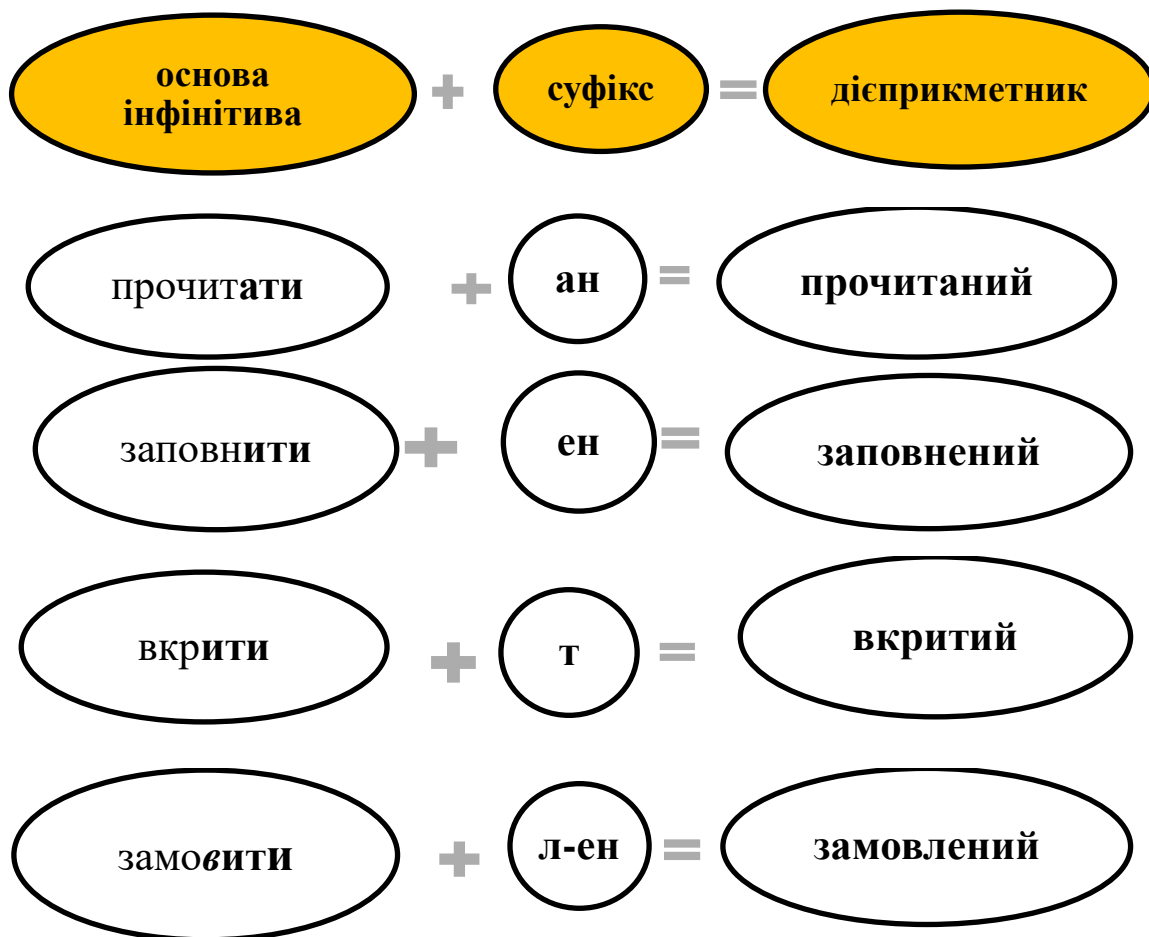 основа
інфінітива
+
суфікс
=
дієприкметник
прочитати
+
ан
=
прочитаний
заповнити
+
ен
=
заповнений
вкрити
+
т
=
вкритий
замовити
+
л-ен
=
замовлений